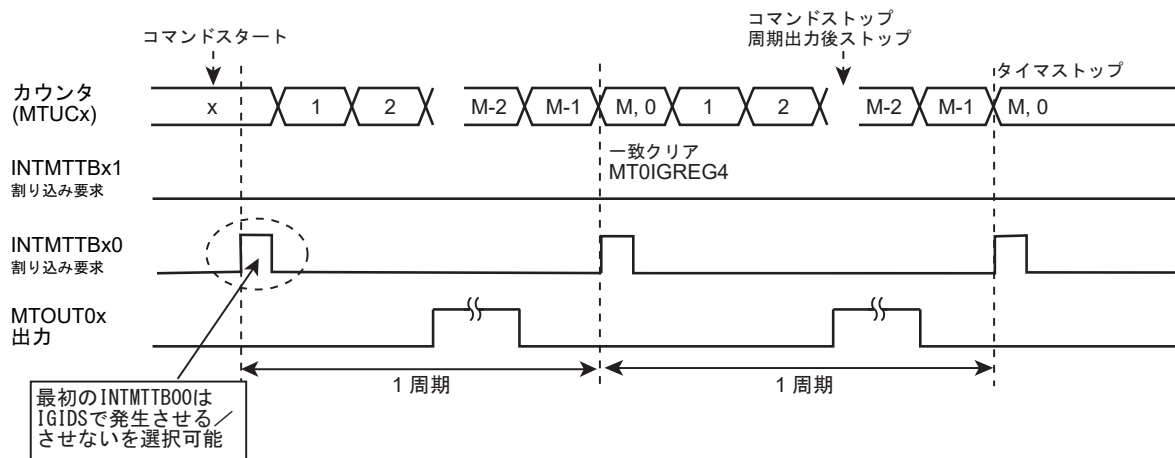 コマンドスタート
コマンドストップ
周期出力後ストップ
タイマストップ
カウンタ
(MTUCx)
x 1 2 M-2 M-1 M, 0 1 2 M-2 M-1 M, 0
一致クリア
MT0IGREG4
INTMTTBx1
割り込み要求
INTMTTBx0
割り込み要求
MTOUT0x
出力
1 周期
1 周期
最初のINTMTTB00は
IGIDSで発生させる／
させないを選択可能